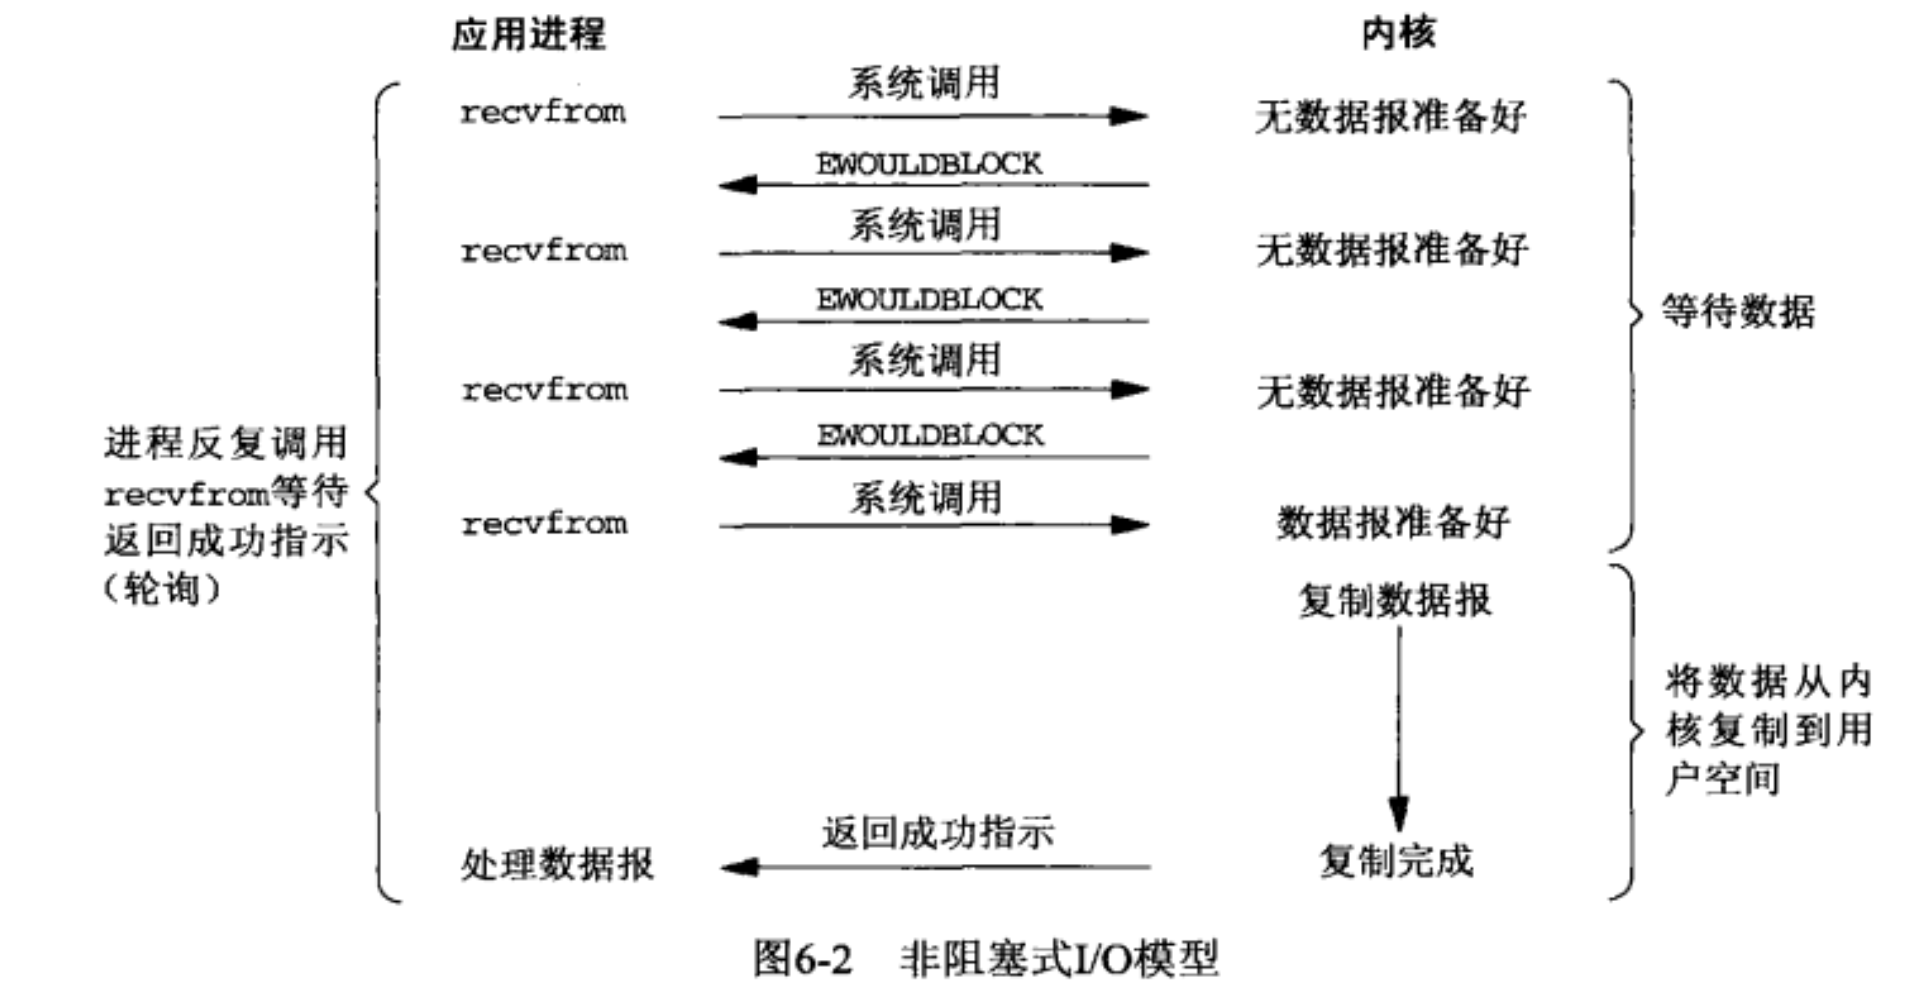 应用进程
内核
系统调用
recvfrom
无数据报准备好
EWOULDBLOCK
系统调用
recvfrom
无数据报准备好
EWOULDBLOCK
等待数据
系统调用
recvfrom
无数据报准备好
EWOULDBLOCK
进程反复调用
recvfrom等待
返回成功指示
（轮询）
系统调用
recvfrom
数据报准备好
复制数据报
将数据从内
核复制到用
户空间
返回成功指示
处理数据报
复制完成
图6-2 非阻塞式I/O模型